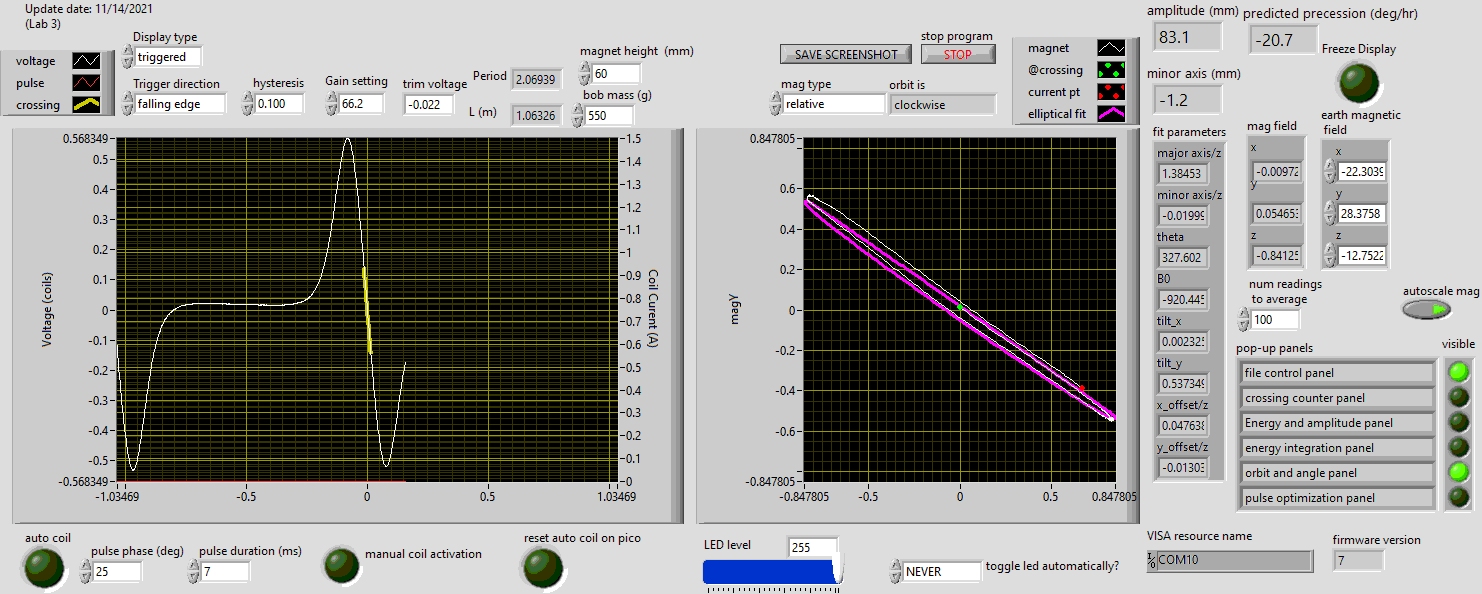 Update date: 11/14/2021
(Lab 3)
voltage
pulse
crossing
Display type
triggered
Trigger direction
falling edge
hysteresis
0.100
Gain setting
66.2
trim voltage
-0.022
Period
2.06939
L (m)
1.06326
magnet height (mm)
60
bob mass (g)
550
SAVE SCREENSHOT
stop program
STOP
mag type
relative
orbit is
clockwise
magnet
@crossing
current pt
elliptical fit
amplitude (mm)
83.1
predicted precession (deg/hr)
-20.7
minor axis (mm)
-1.2
Freeze Display
Voltage (coils)
0.568349
0.5
0.4
0.3
0.2
0.1
0
-0.1
-0.2
-0.3
-0.4
-0.5
-0.568349
-1.03469
-0.5
0
0.5
1.03469
1.5
1.4
1.3
1.2
1.1
1
0.9
0.8
0.7
0.6
0.5
0.4
0.3
0.2
0.1
0
Coil Curent (A)
magy
0.847805
0.6
0.4
0.2
0
-0.2
-0.4
-0.6
-0.847805
-0.847805
-0.5
0
0.5
0.847805
fit parameters
major axis/z
1.38453
minor axis/z
-0.01999
theta
327.602
B0
-920.445
tilt_x
0.002325
tilt_y
0.537349
x_offset/z
0.047638
y_offset/z
-0.01303
mag field
x
-0.00972
y
0.054653
z
-0.84125
earth magnetic
field
x
-22.3039
y
28.3758
z
-12.7522
num readings
to average
100
autoscale mag
pop-up panels
visible
file control panel
crossing counter panel
Energy and amplitude panel
energy integration panel
orbit and angle panel
pulse optimization panel
auto coil
pulse phase (deg)
25
pulse duration (ms)
7
manual coil activation
reset auto coil on pico
LED level
255
NEVER
toggle led automatically?
VISA resource name
COM10
firmware version
7